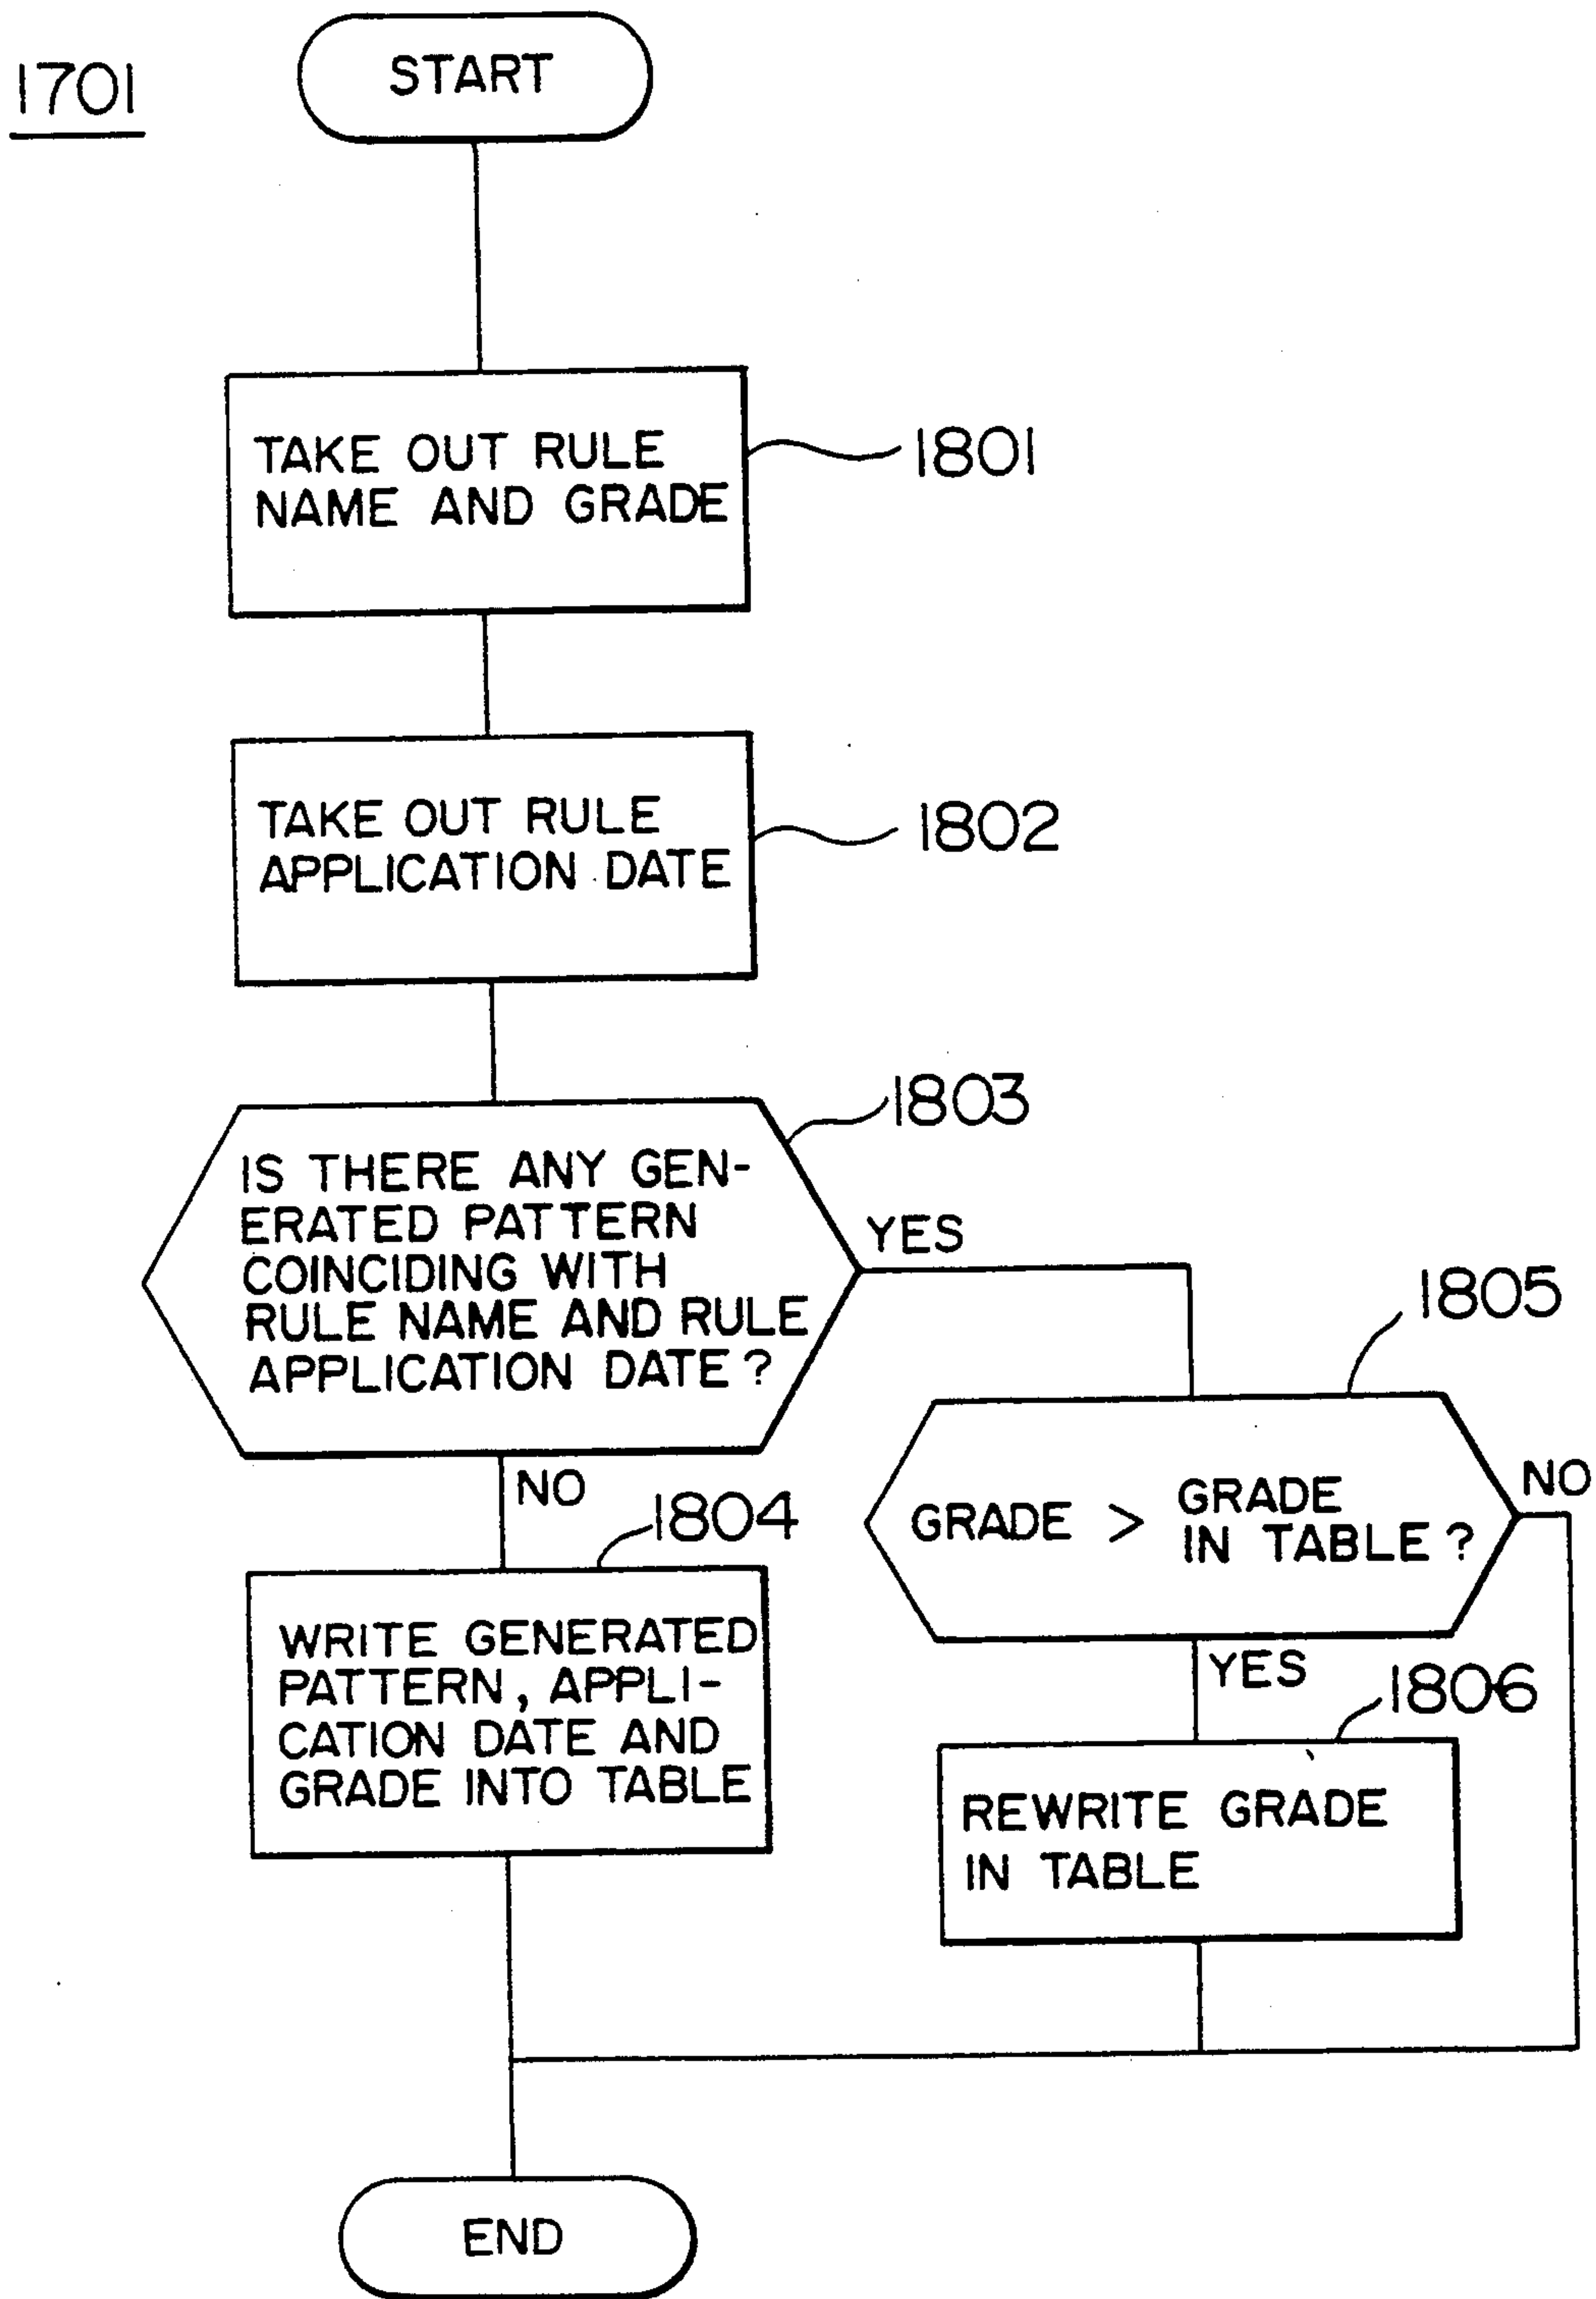 1701
START
TAKE OUT RULE
NAME AND GRADE
1801
TAKE OUT RULE
APPLICATION DATE
1802
1803
IS THERE ANY GEN-
ERATED PATTERN
COINCIDING WITH
RULE NAME AND RULE
APPLICATION DATE?
YES
NO
1804
WRITE GENERATED
PATTERN, APPLI-
CATION DATE AND
GRADE INTO TABLE
1805
GRADE > GRADE
IN TABLE?
NO
YES
1806
REWRITE GRADE
IN TABLE
END